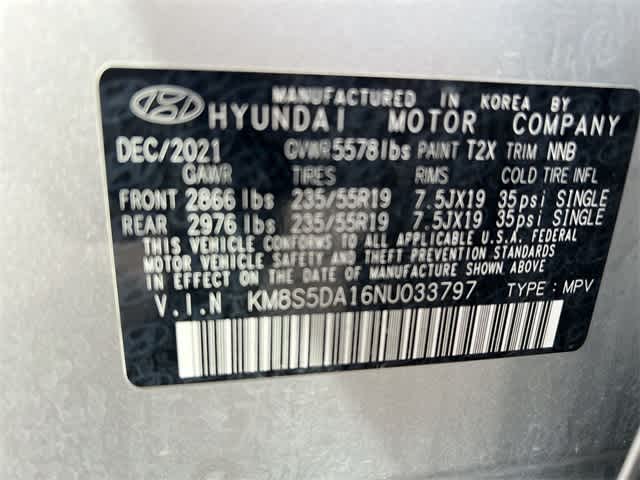 MANUFACTURED IN KOREA BY
HYUNDAI MOTOR COMPANY
DEC/2021 GVWR 5578lbs PAINT T2X TRIM NNB
GAWR TIRES RIMS COLD TIRE INFL
FRONT 2866 lbs 235/55R19 7.5JX19 35psi SINGLE
REAR 2976 lbs 235/55R19 7.5JX19 35psi SINGLE
THIS VEHICLE CONFORMS TO ALL APPLICABLE U.S.A. FEDERAL
MOTOR VEHICLE SAFETY AND THEFT PREVENTION STANDARDS
IN EFFECT ON THE DATE OF MANUFACTURE SHOWN ABOVE.
V.I.N KM8S5DA16NU033797 TYPE : MPV